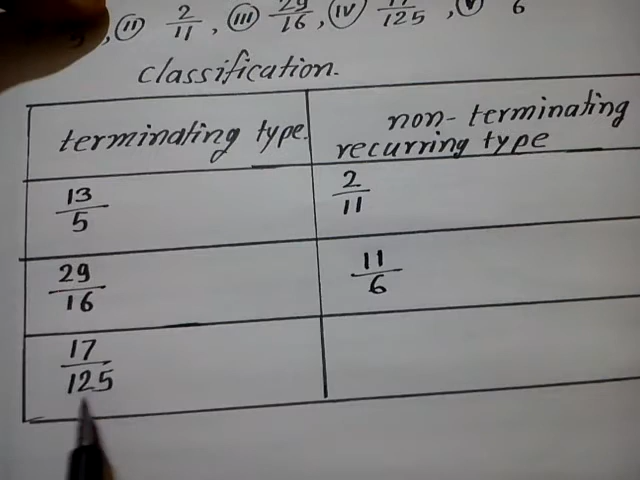 , (II) 2/11, (III) 29/16, (IV) 17/125, (V) 6
classification.
terminating type. non-terminating
recurring type
13/5 2/11
29/16 11/6
17/125